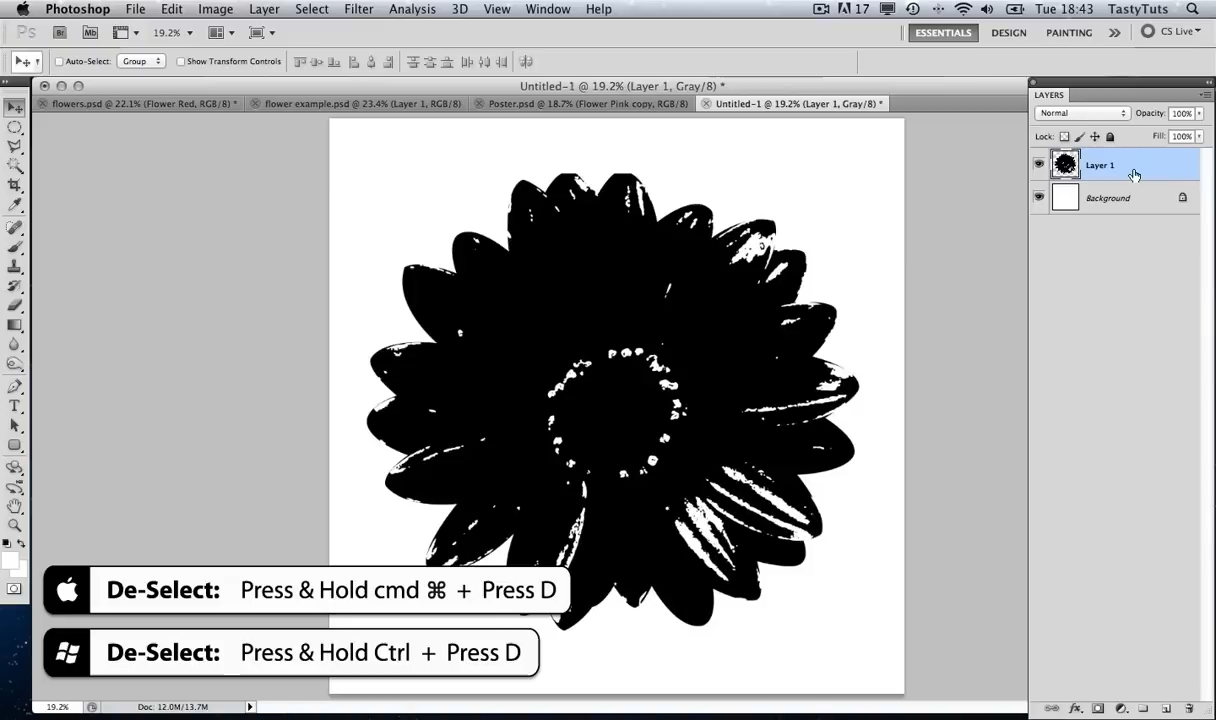 Photoshop File Edit Image Layer Select Filter Analysis 3D View Window Help 17 Tue 18:43 TastyTuts
Ps Br Mb 19.2% ESSENTIALS DESIGN PAINTING >> CS Live
Auto-Select: Group Show Transform Controls
Untitled-1 @ 19.2% (Layer 1, Gray/8) *
flowers.psd @ 22.1% (Flower Red, RGB/8) * flower example.psd @ 23.4% (Layer 1, RGB/8) Poster.psd @ 18.7% (Flower Pink copy, RGB/8) Untitled-1 @ 19.2% (Layer 1, Gray/8) *
LAYERS
Normal Opacity: 100%
Lock: Fill: 100%
Layer 1
Background
De-Select: Press & Hold cmd ⌘ + Press D
De-Select: Press & Hold Ctrl + Press D
19.2% Doc: 12.0M/13.7M